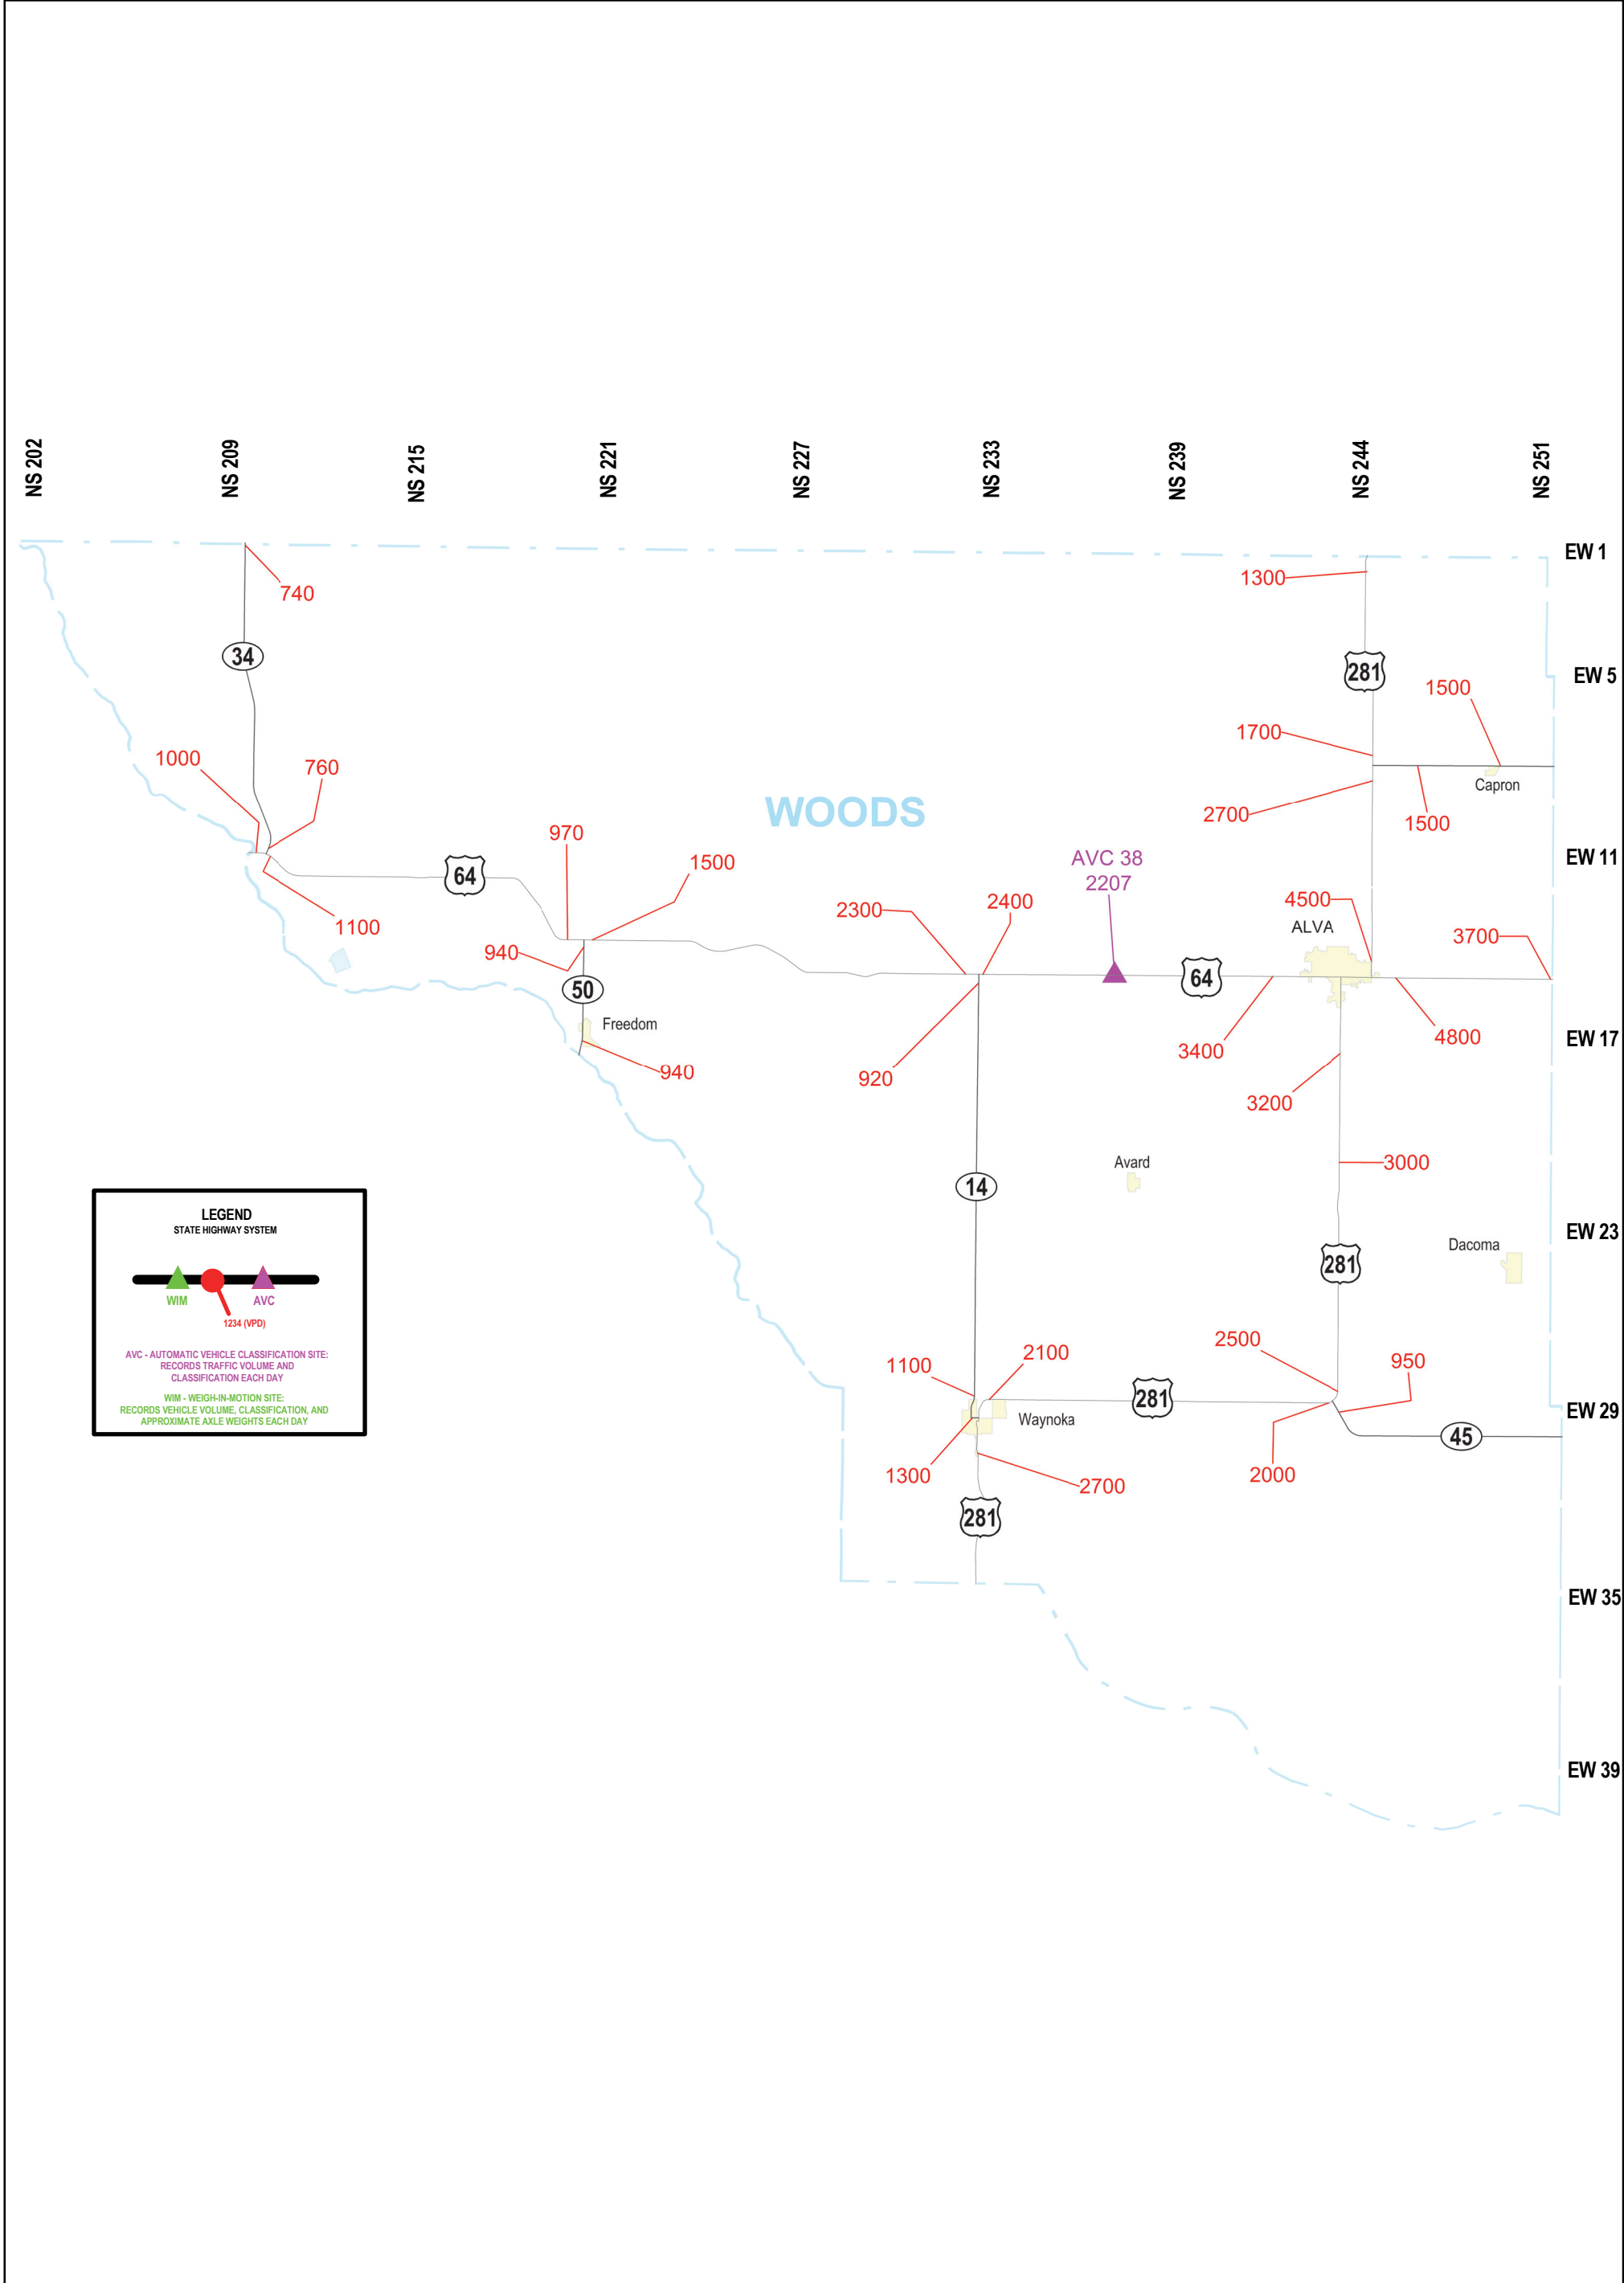 NS 202
NS 209
NS 215
NS 221
NS 227
NS 233
NS 239
NS 244
NS 251
EW 1
1300
740
34
281
EW 5
1500
1700
1000
760
Capron
WOODS
2700
1500
970
EW 11
AVC 38
2207
1500
64
4500
2300
2400
ALVA
1100
3700
940
64
50
Freedom
4800
EW 17
3400
940
920
3200
Avard
3000
14
LEGEND
STATE HIGHWAY SYSTEM
WIM
AVC
1234 (VPD)
AVC - AUTOMATIC VEHICLE CLASSIFICATION SITE:
RECORDS TRAFFIC VOLUME AND
CLASSIFICATION EACH DAY
WIM - WEIGH-IN-MOTION SITE:
RECORDS VEHICLE VOLUME, CLASSIFICATION, AND
APPROXIMATE AXLE WEIGHTS EACH DAY
EW 23
Dacoma
281
2500
2100
950
1100
281
EW 29
Waynoka
45
1300
2000
2700
281
EW 35
EW 39